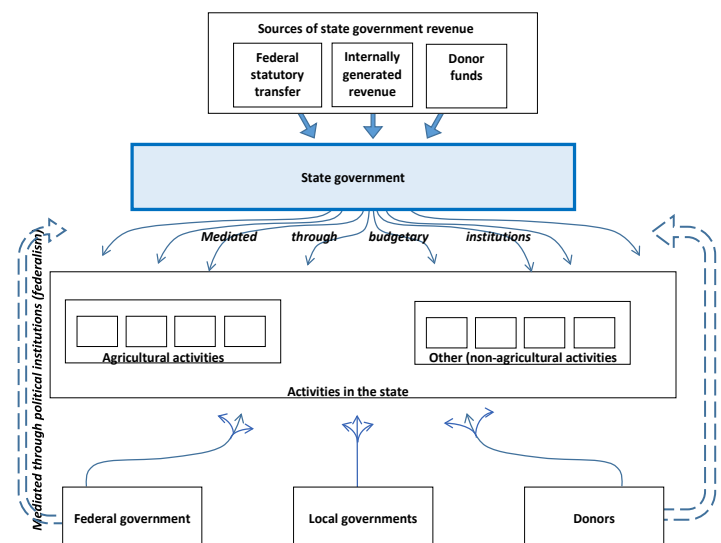 Sources of state government revenue
Federal
statutory
transfer
Internally
generated
revenue
Donor
funds
State government
Mediated through budgetary institutions
Mediated through political institutions (federalism)
Agricultural activities
Other (non-agricultural activities
Activities in the state
Federal government
Local governments
Donors